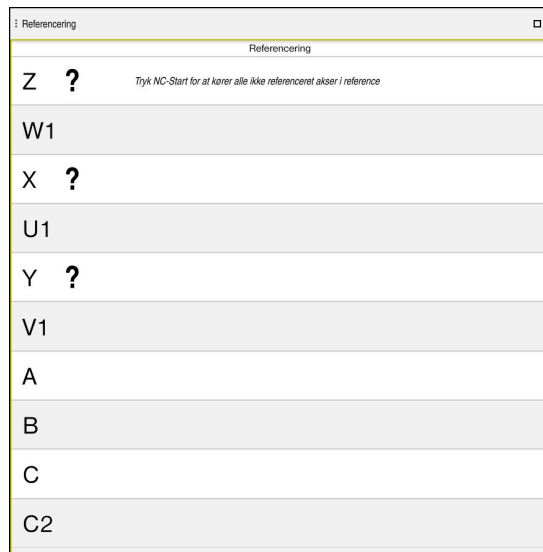 Referencering
Referencering
Z ? Tryk NC-Start for at kører alle ikke referenceret akser i reference
W1
X ?
U1
Y ?
V1
A
B
C
C2